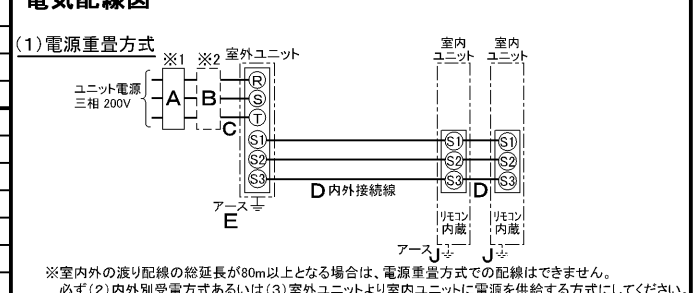 電気配線図
(1)電源重畳方式
※1 ※2 室外ユニット
室内
ユニット
室内
ユニット
ユニット電源
三相 200V
A B C
R
S
T
S1
S2
S3
S1
S2
S3
S1
S2
S3
D 内外接続線
D
アース
E
リモコン
内蔵
リモコン
内蔵
アース J
J
※室内外の渡り配線の総延長が80m以上となる場合は、電源重畳方式での配線はできません。
必ず(2)内外別受電方式あるいは(3)室外ユニットより室内ユニットに電源を供給する方式にしてください。